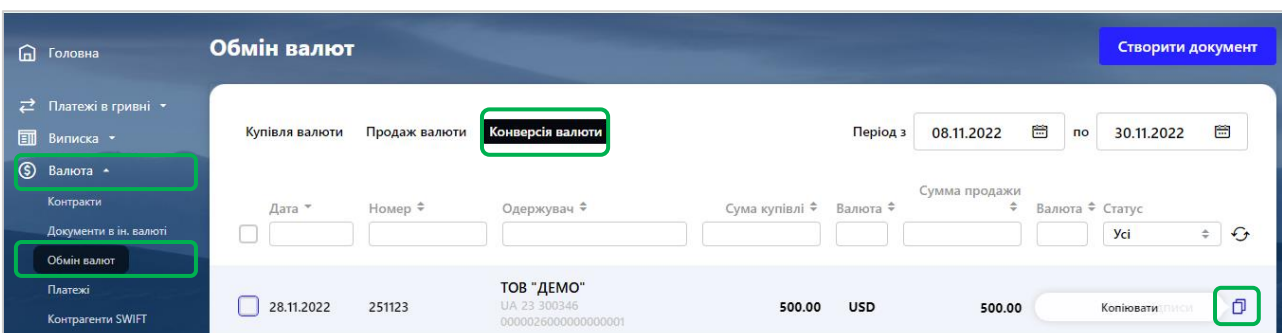 Головна
Обмін валют
Створити документ
Платежі в гривні
Виписка
Валюта
Контракти
Документи в ін. валюті
Обмін валют
Платежі
Контрагенти SWIFT
Купівля валюти Продаж валюти Конверсія валюти Період з 08.11.2022 по 30.11.2022
Дата Номер Одержувач Сума купівлі Валюта Сумма продажи Валюта Статус
Усі
28.11.2022 251123 ТОВ "ДЕМО" 500.00 USD 500.00 Копіювати
UA 23 300346
0000026000000000001